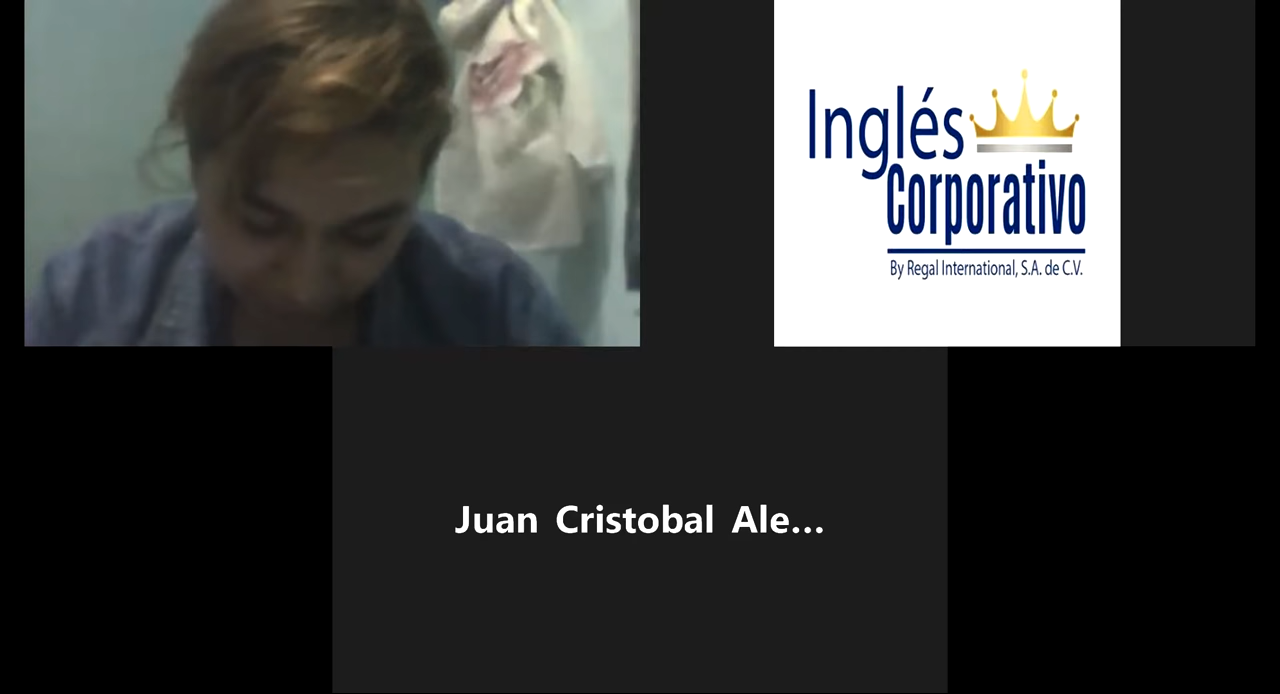 Inglés
Corporativo
By Regal International, S.A. de C.V.
Juan Cristobal Ale...